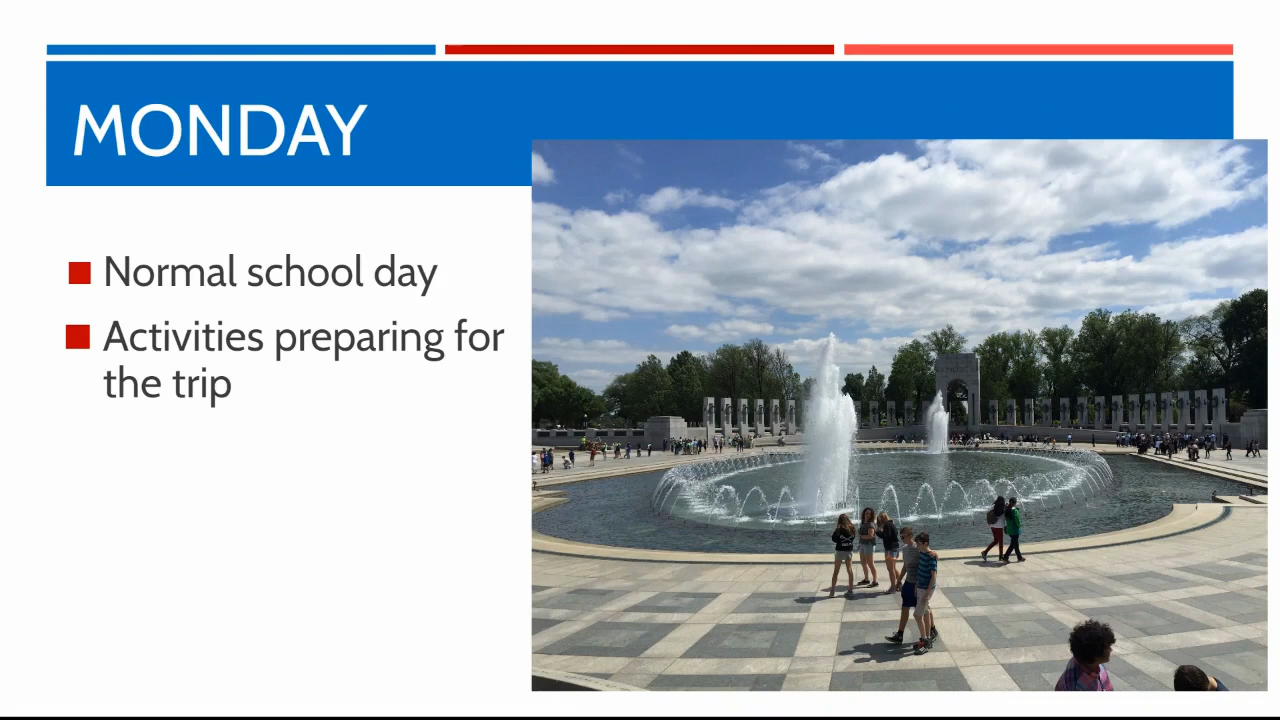 MONDAY
Normal school day
Activities preparing for
the trip